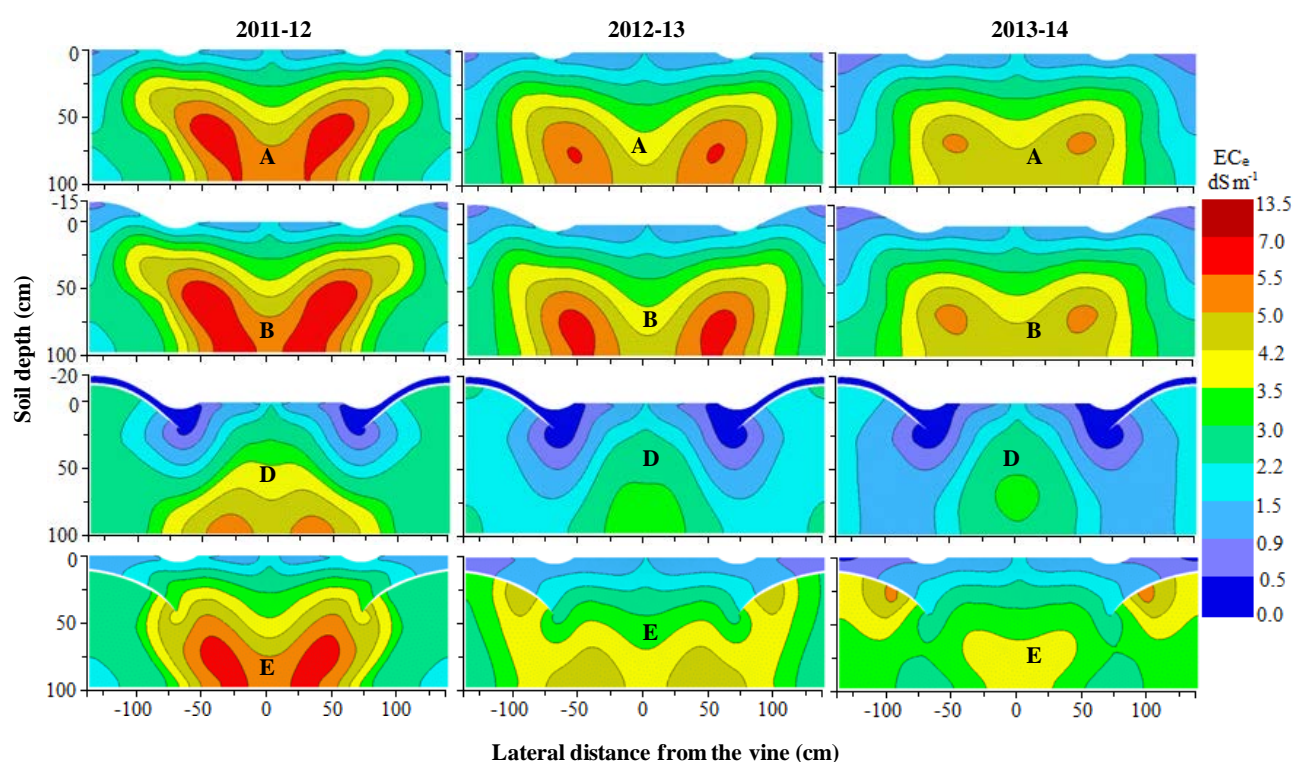 2011-12 2012-13 2013-14
0
50
100
A A A
-15
0
50
100
B B B
-20
0
50
100
D D D
0
50
100
E E E
-100 -50 0 50 100 -100 -50 0 50 100 -100 -50 0 50 100
Lateral distance from the vine (cm)
Soil depth (cm)
ECe
dS m-1
13.5
7.0
5.5
5.0
4.2
3.5
3.0
2.2
1.5
0.9
0.5
0.0